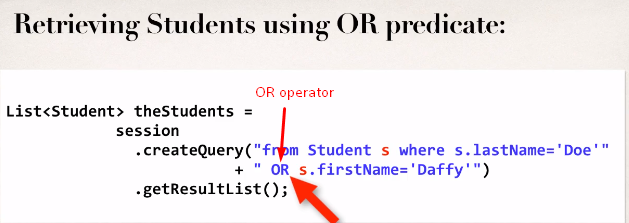 Retrieving Students using OR predicate:
OR operator
List<Student> theStudents =
session
.createQuery("from Student s where s.lastName='Doe'"
+ " OR s.firstName='Daffy'")
.getResultList();